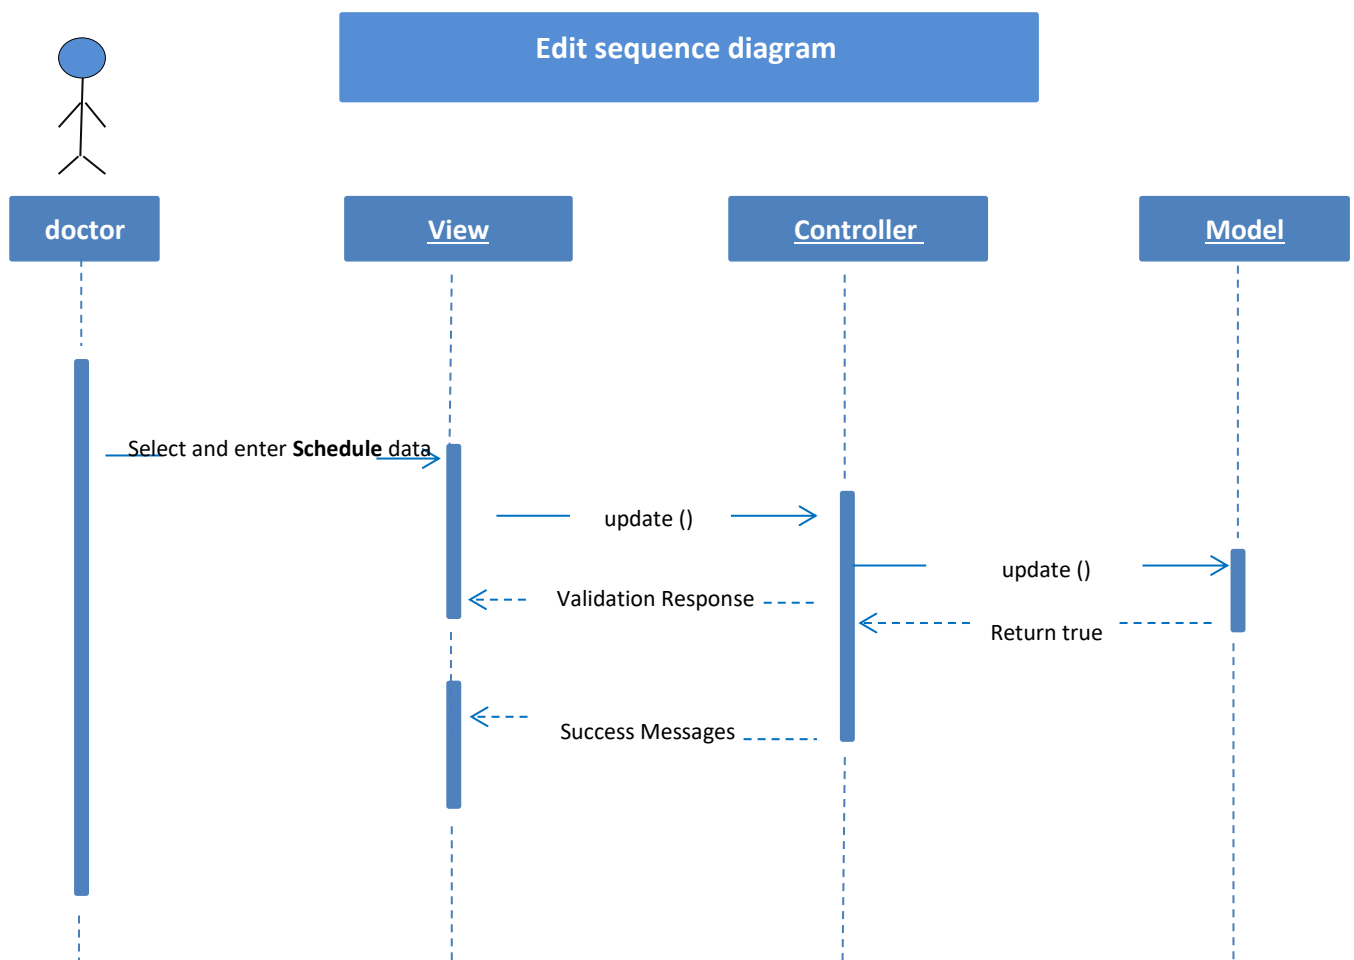 Edit sequence diagram
doctor
View
Controller
Model
Select and enter Schedule data
update ()
update ()
Validation Response
Return true
Success Messages